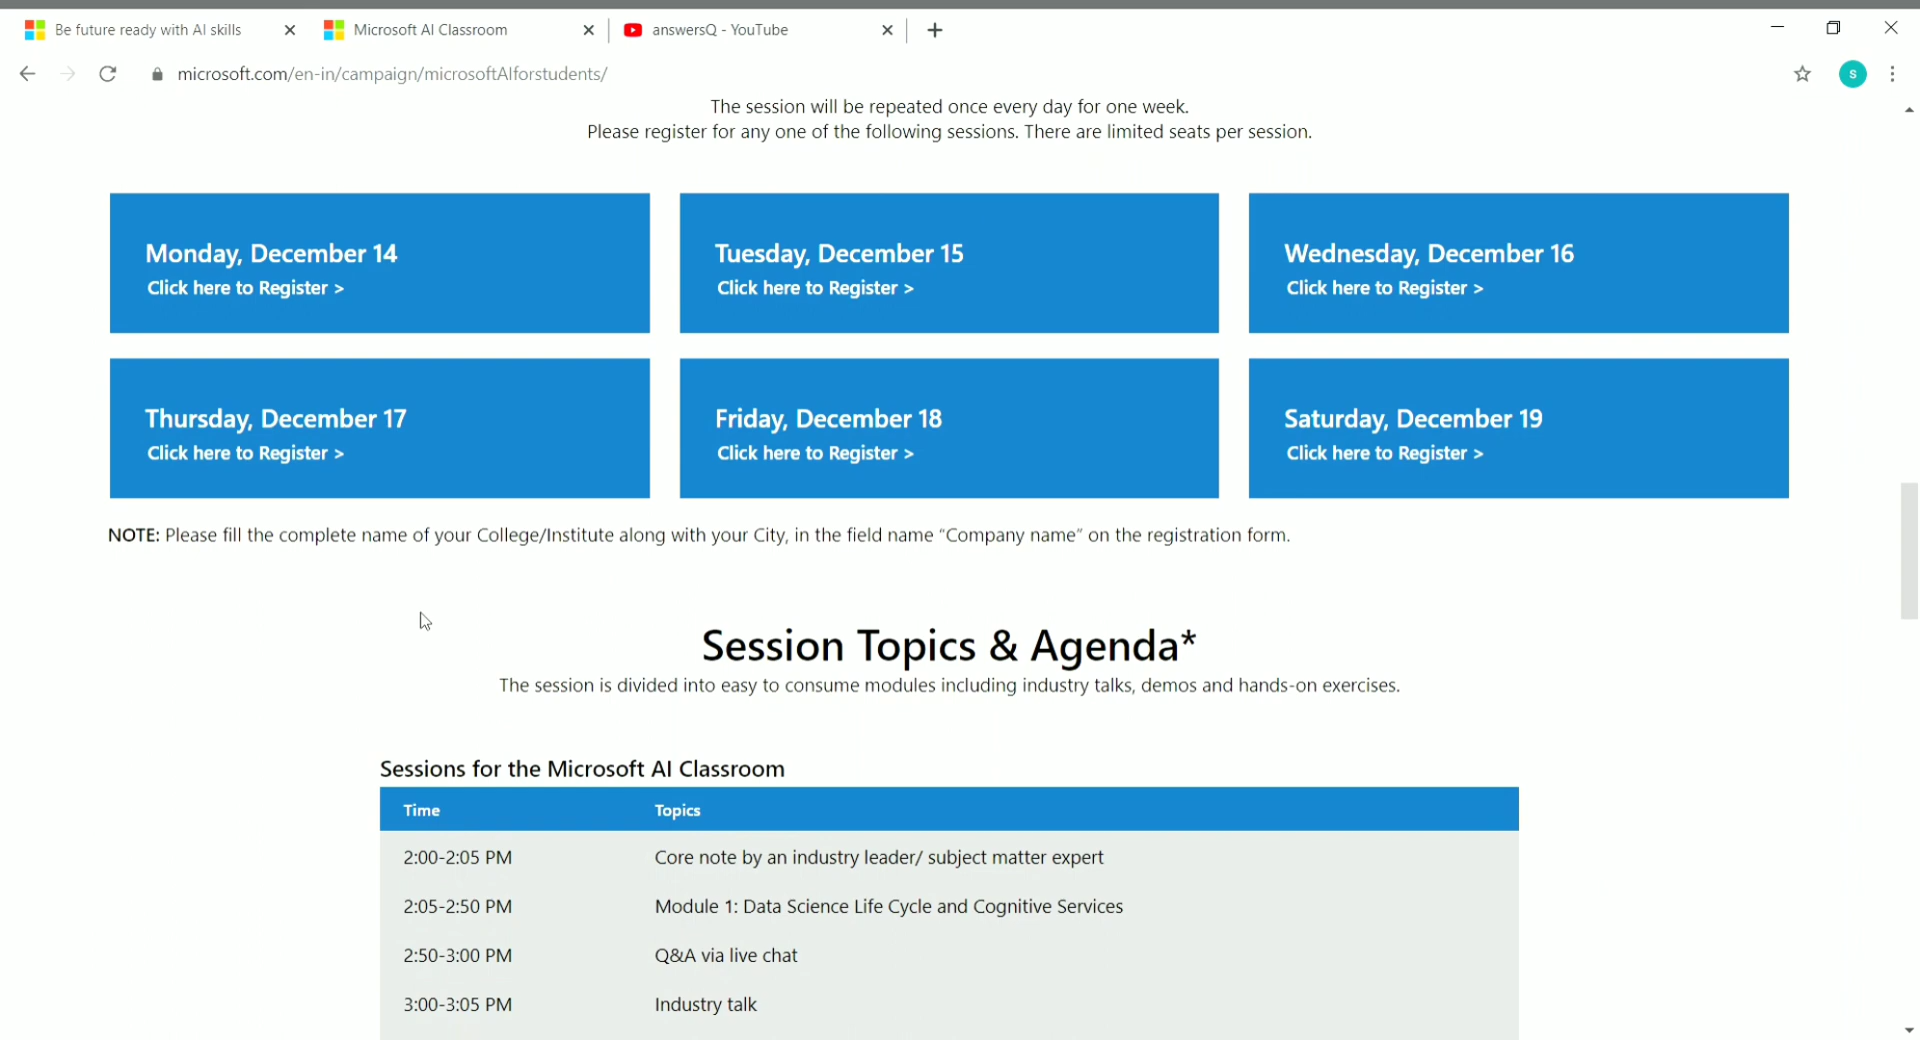 Be future ready with AI skills
Microsoft AI Classroom
answersQ - YouTube
microsoft.com/en-in/campaign/microsoftAIforstudents/
S
The session will be repeated once every day for one week.
Please register for any one of the following sessions. There are limited seats per session.
Monday, December 14
Click here to Register >
Tuesday, December 15
Click here to Register >
Wednesday, December 16
Click here to Register >
Thursday, December 17
Click here to Register >
Friday, December 18
Click here to Register >
Saturday, December 19
Click here to Register >
NOTE: Please fill the complete name of your College/Institute along with your City, in the field name “Company name” on the registration form.
Session Topics & Agenda*
The session is divided into easy to consume modules including industry talks, demos and hands-on exercises.
Sessions for the Microsoft AI Classroom
Time Topics
2:00-2:05 PM Core note by an industry leader/ subject matter expert
2:05-2:50 PM Module 1: Data Science Life Cycle and Cognitive Services
2:50-3:00 PM Q&A via live chat
3:00-3:05 PM Industry talk